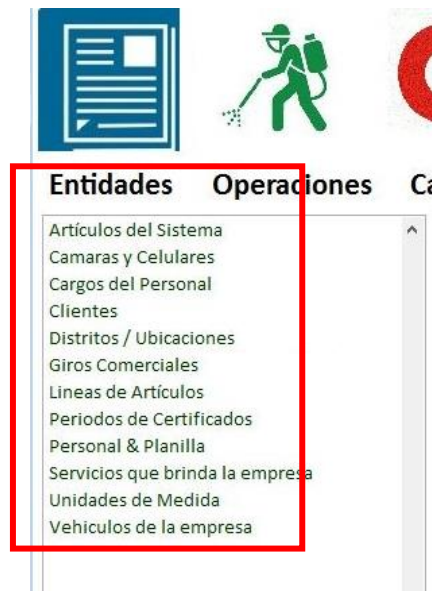 Entidades Operaciones Ca
Artículos del Sistema
Camaras y Celulares
Cargos del Personal
Clientes
Distritos / Ubicaciones
Giros Comerciales
Lineas de Artículos
Periodos de Certificados
Personal & Planilla
Servicios que brinda la empresa
Unidades de Medida
Vehiculos de la empresa